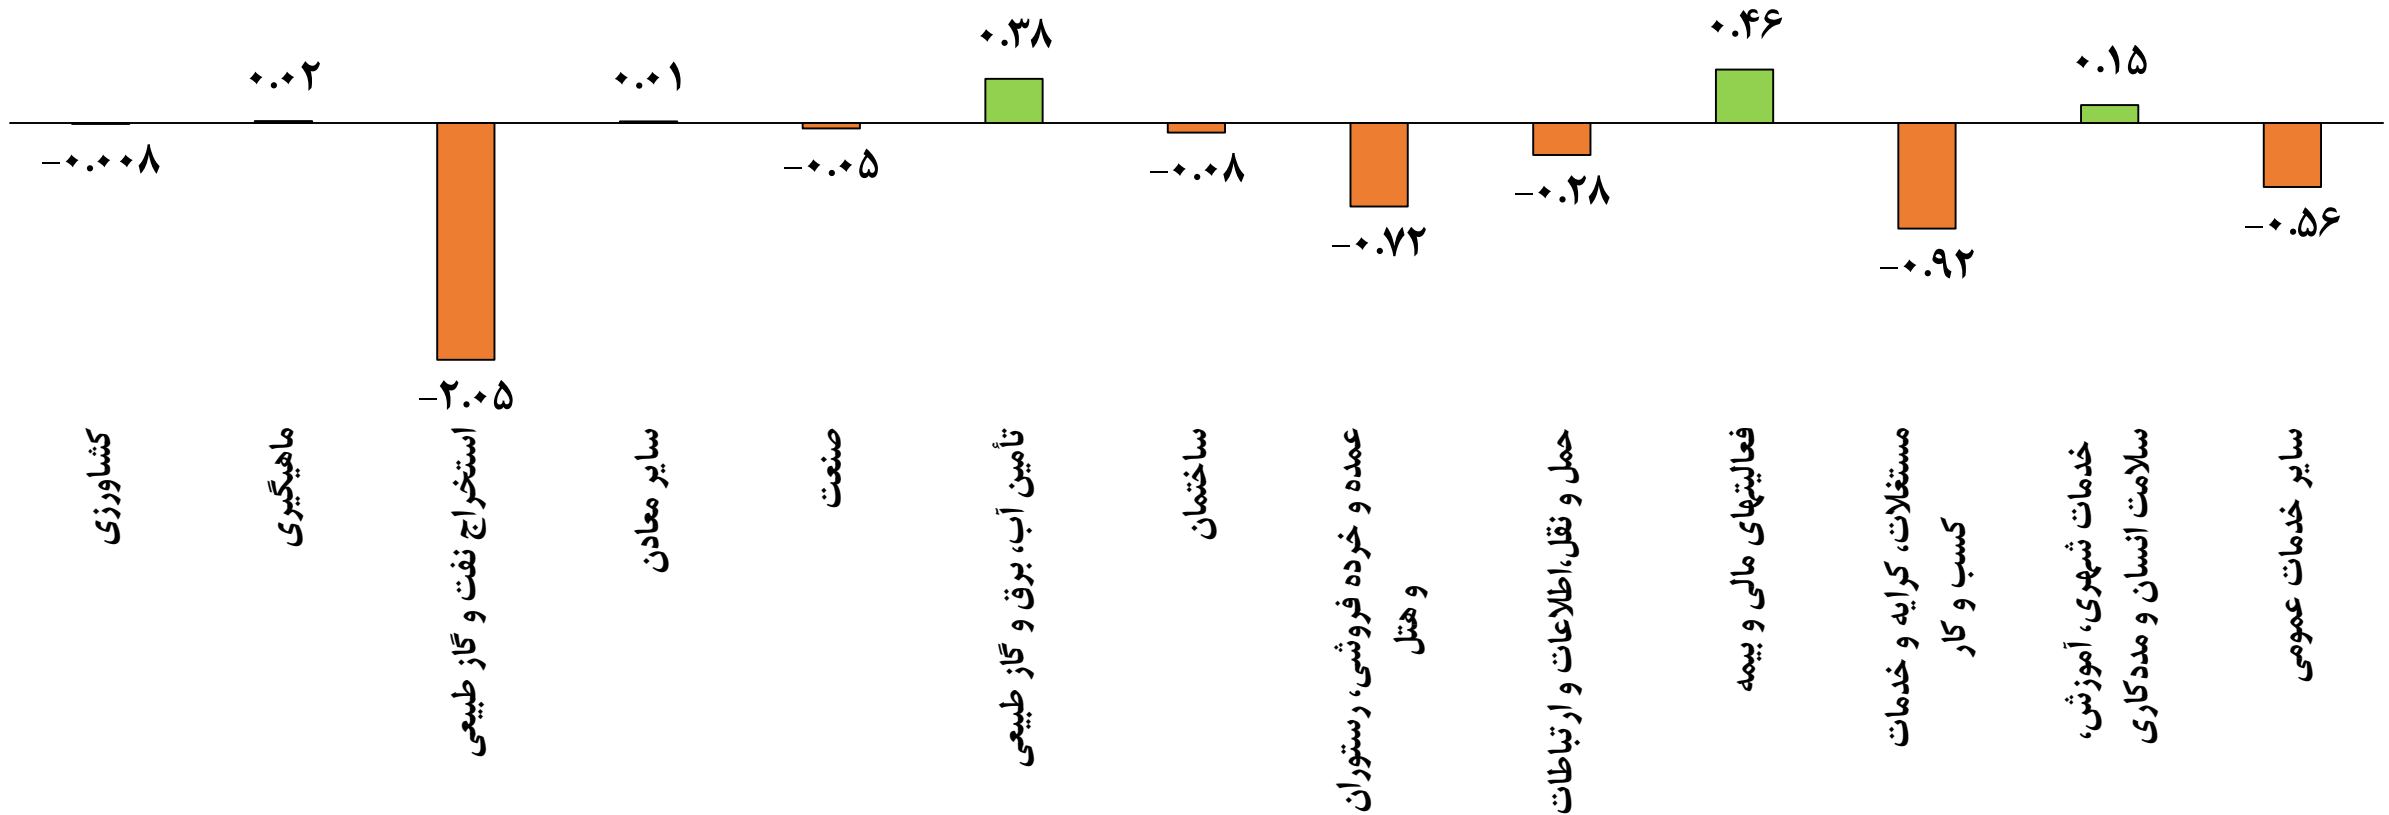 ۰.۴۶
۰.۳۸
۰.۱۵
۰.۰۲
۰.۰۱
−۰.۰۰۸
−۰.۰۵
−۰.۰۸
−۰.۲۸
−۰.۵۶
−۰.۷۲
−۰.۹۲
−۲.۰۵
کشاورزی
ماهیگیری
استخراج نفت و گاز طبیعی
سایر معادن
صنعت
تأمین آب، برق و گاز طبیعی
ساختمان
عمده و خرده فروشی، رستوران
و هتل
حمل و نقل،اطلاعات و ارتباطات
فعالیتهای مالی و بیمه
مستغلات، کرایه و خدمات
کسب و کار
خدمات شهری، آموزش،
سلامت انسان و مددکاری
سایر خدمات عمومی